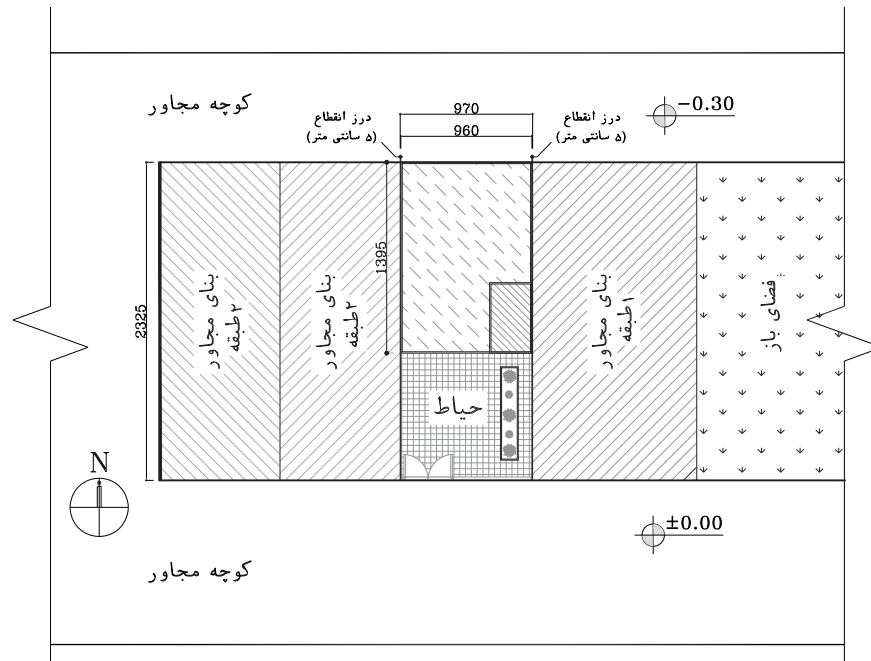 کوچه مجاور
-0.30
درز انقطاع
(۵ سانتی متر)
970
960
درز انقطاع
(۵ سانتی متر)
2325
1395
بنای مجاور
۲طبقه
بنای مجاور
۲طبقه
بنای مجاور
۱طبقه
فضای باز
حیاط
N
±0.00
کوچه مجاور